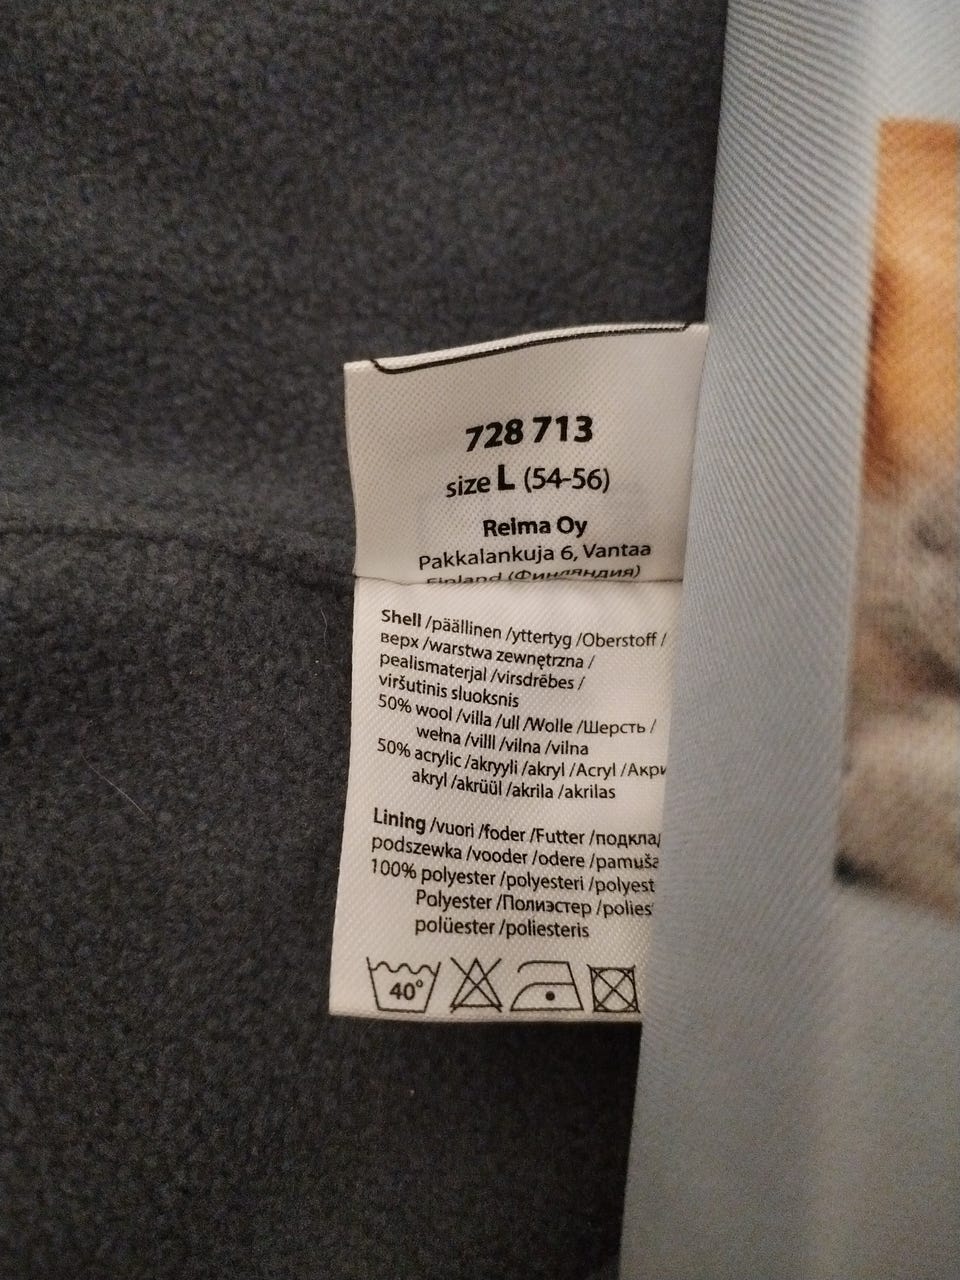 728 713
size L (54-56)
Reima Oy
Pakkalankuja 6, Vantaa
Finland (Финляндия)
Shell /päällinen /yttertyg /Oberstoff /
верх /warstwa zewnętrzna /
pealismaterjal /virsdrēbes /
viršutinis sluoksnis
50% wool /villa /ull /Wolle /Шерсть /
wełna /villl /vilna /vilna
50% acrylic /akryyli /akryl /Acryl /Акри
akryl /akrüül /akrila /akrilas
Lining /vuori /foder /Futter /подкла
podszewka /vooder /odere /pamuša
100% polyester /polyesteri /polyest
Polyester /Полиэстер /polies
polüester /poliesteris
40°